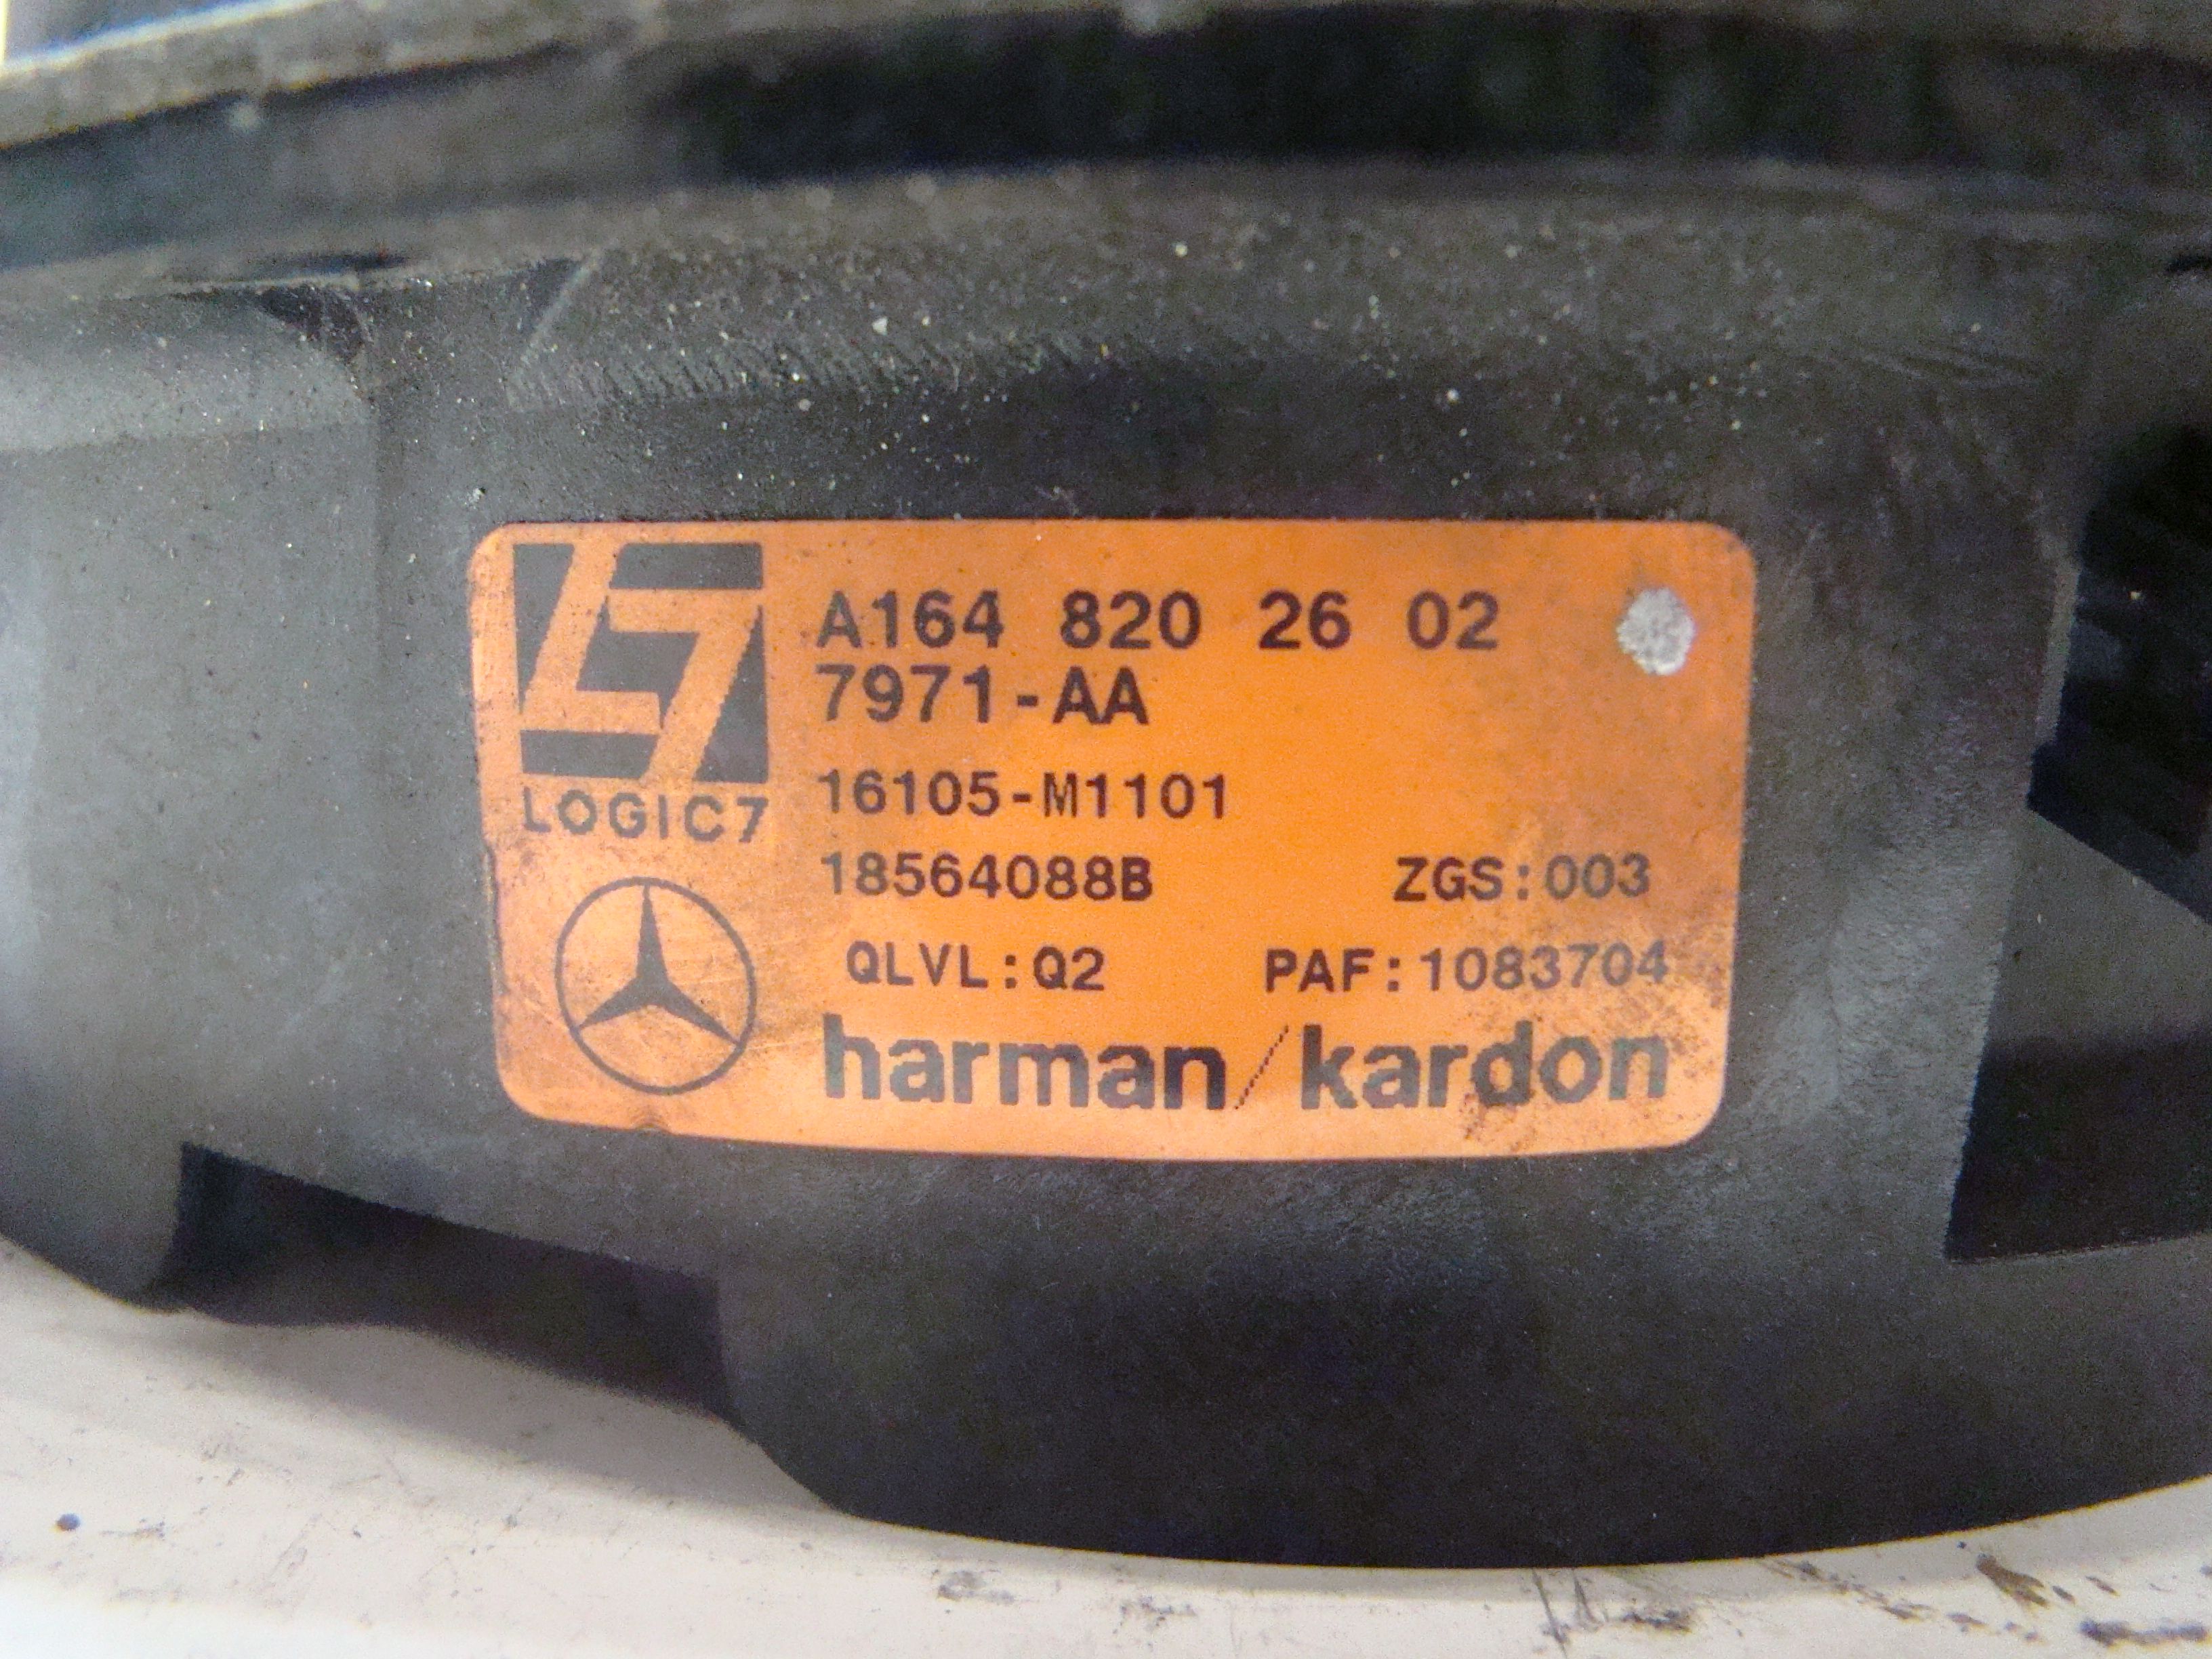 A164 820 26 02
7971-AA
LOGIC7
16105-M1101
18564088B ZGS:003
QLVL:Q2 PAF:1083704
harman/kardon